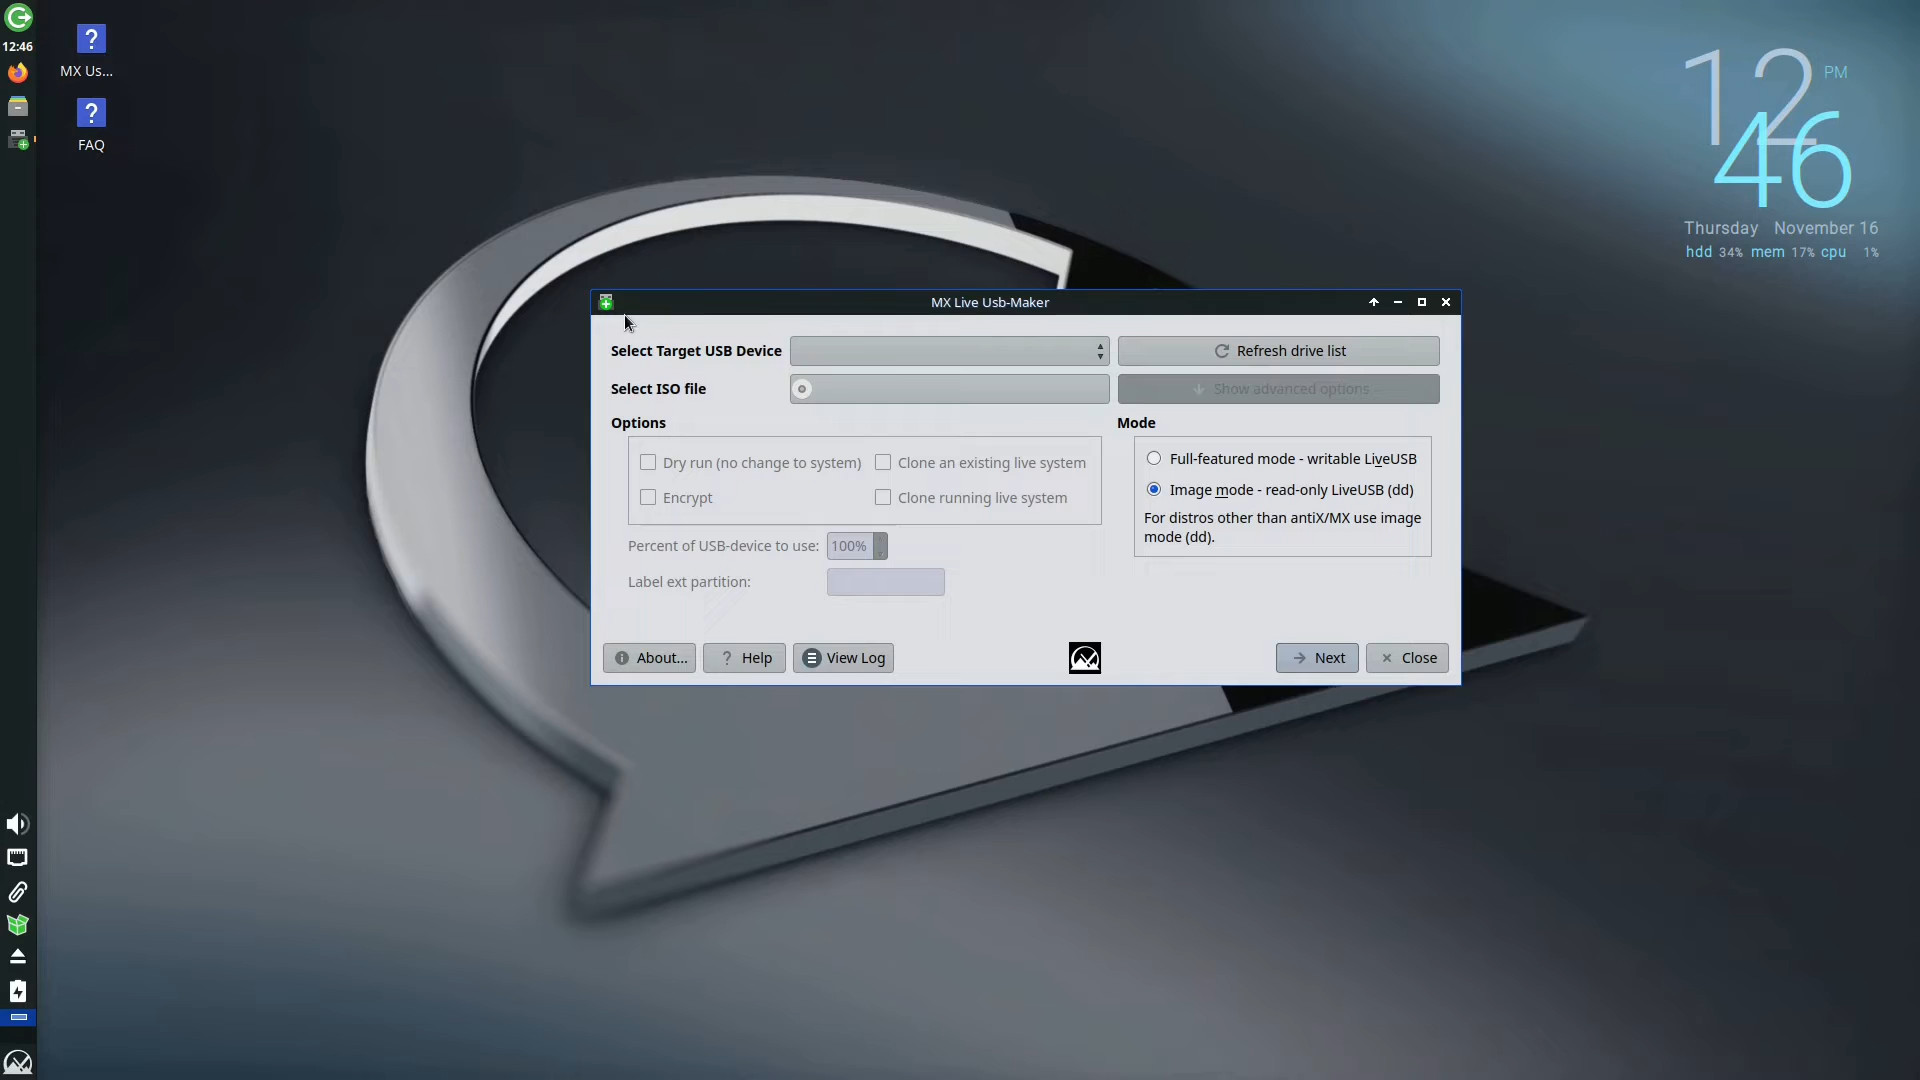 12:46
MX Us...
FAQ
12 PM
46
Thursday November 16
hdd 34% mem 17% cpu 1%
MX Live Usb-Maker
Select Target USB Device
Refresh drive list
Select ISO file
Show advanced options
Options
Mode
Dry run (no change to system)
Clone an existing live system
Encrypt
Clone running live system
Full-featured mode - writable LiveUSB
Image mode - read-only LiveUSB (dd)
For distros other than antiX/MX use image
mode (dd).
Percent of USB-device to use: 100%
Label ext partition:
About...
? Help
View Log
Next
Close